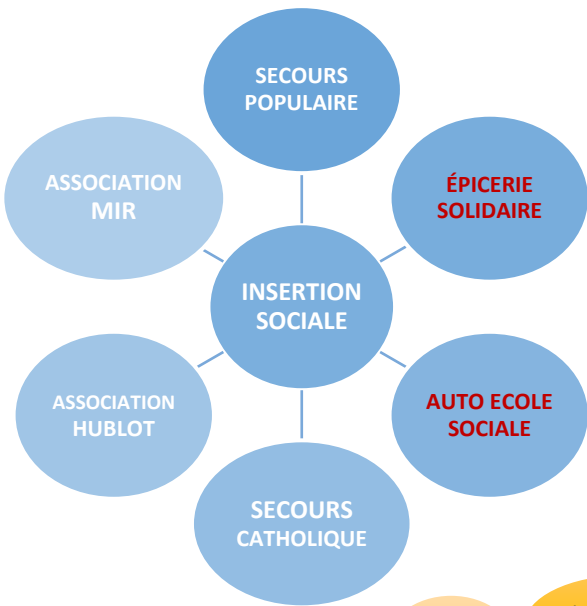 SECOURS
POPULAIRE
ASSOCIATION
MIR
ÉPICERIE
SOLIDAIRE
INSERTION
SOCIALE
ASSOCIATION
HUBLOT
AUTO ECOLE
SOCIALE
SECOURS
CATHOLIQUE